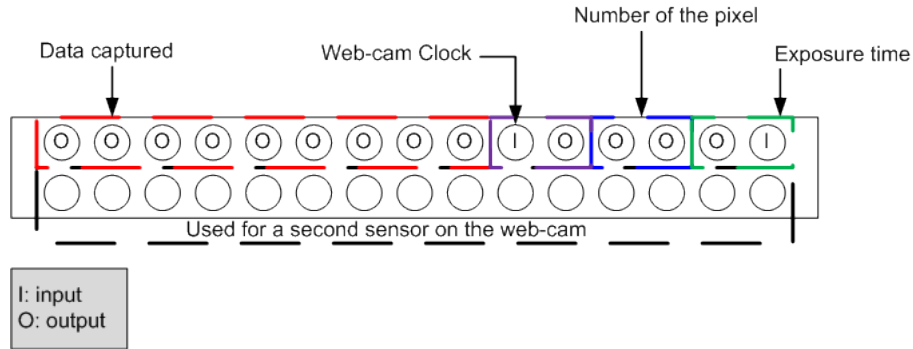 Number of the pixel
Data captured
Web-cam Clock
Exposure time
O O O O O O O O O I O O O O I
Used for a second sensor on the web-cam
I: input
O: output